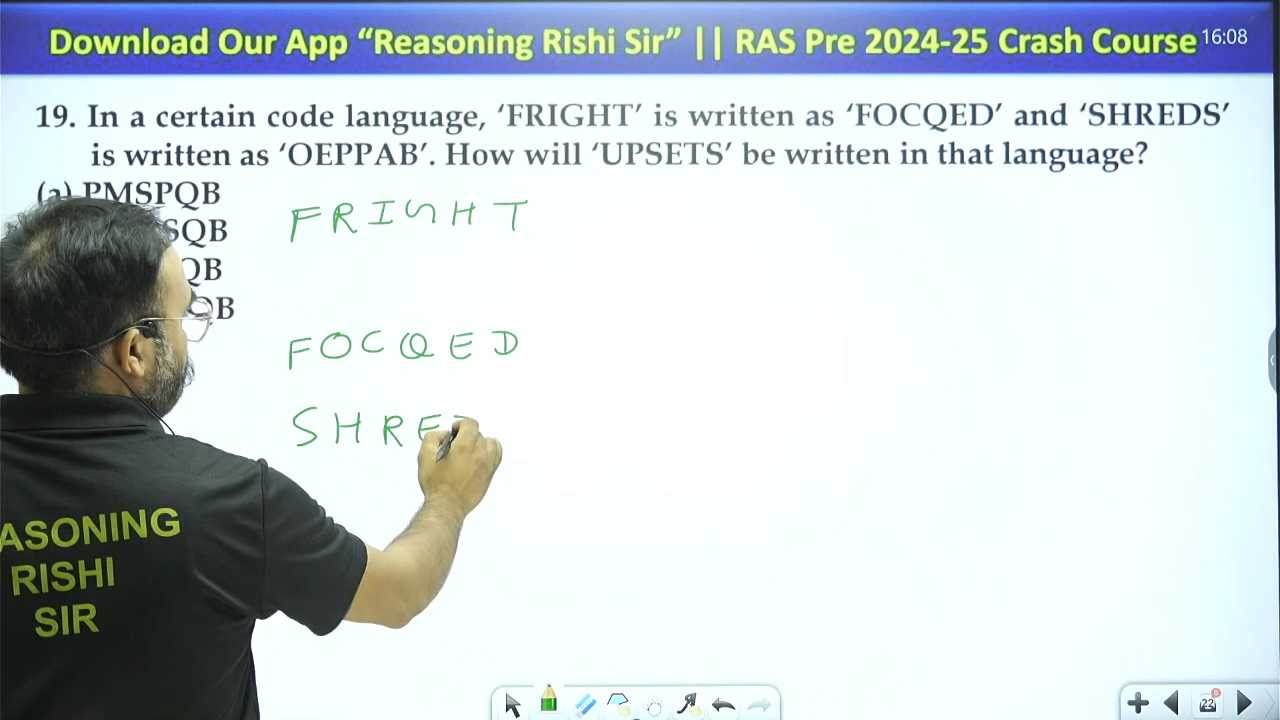 Download Our App “Reasoning Rishi Sir” || RAS Pre 2024-25 Crash Course 16:08
19. In a certain code language, ‘FRIGHT’ is written as ‘FOCQED’ and ‘SHREDS’
is written as ‘OEPPAB’. How will ‘UPSETS’ be written in that language?
(a) PMSPQB
SQB
QB
QB
FRIGHT
FOCQED
SHRE
ASONING
RISHI
SIR
22